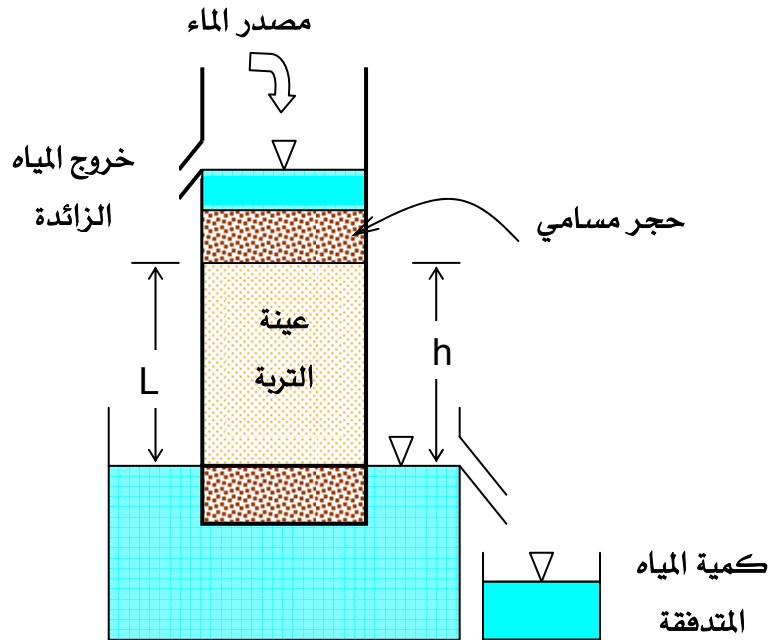 مصدر الماء
خروج المياه
الزائدة
حجر مسامي
عينة
التربة
L
h
كمية المياه
المتدفقة